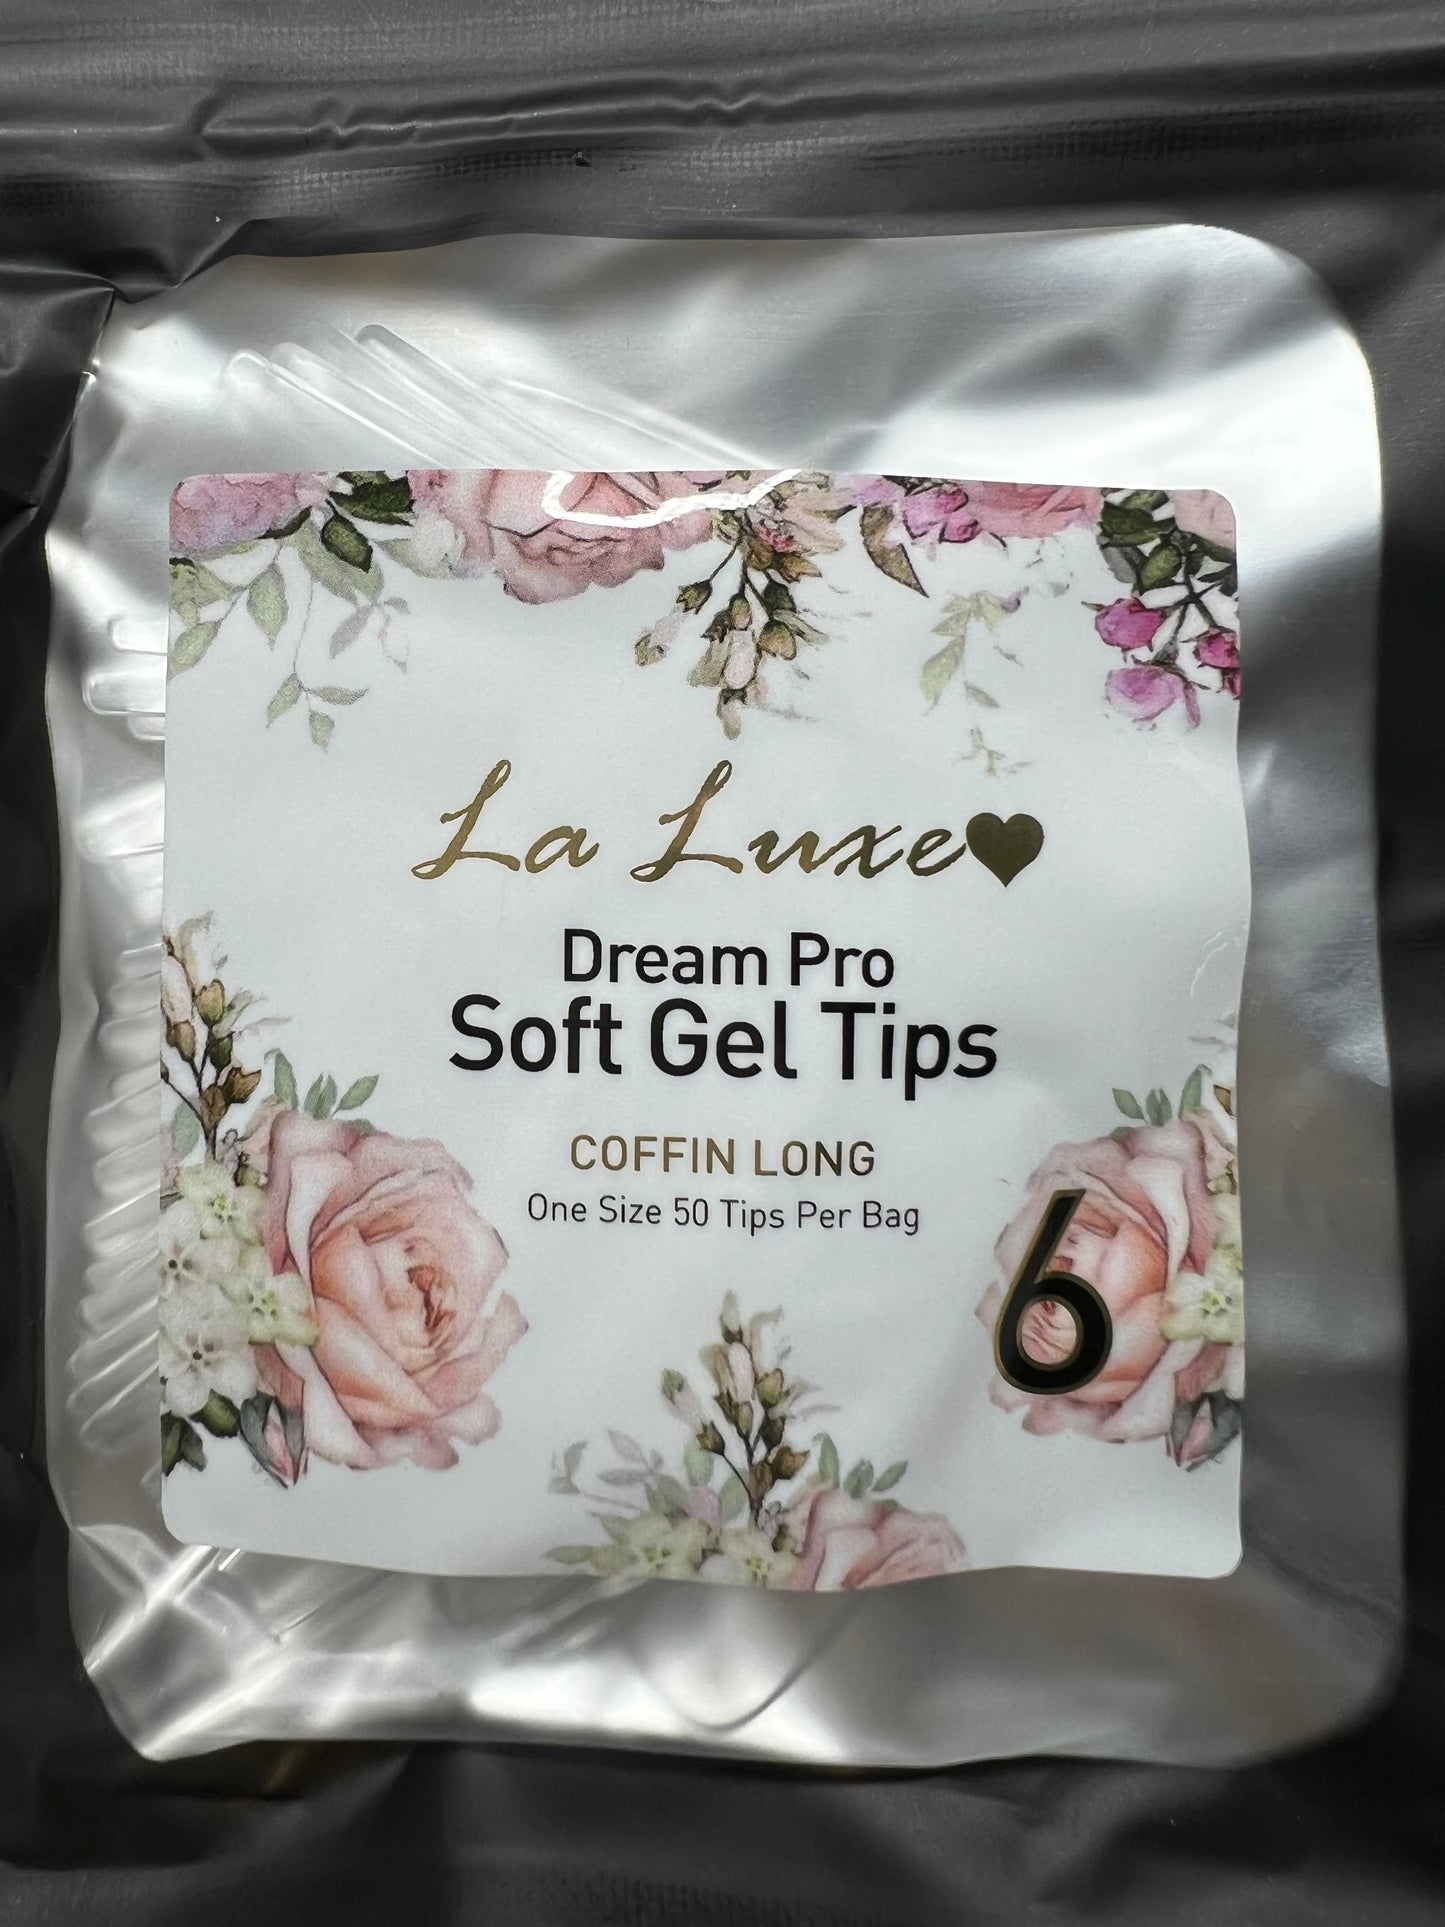 La Luxe♥
Dream Pro
Soft Gel Tips
COFFIN LONG
One Size 50 Tips Per Bag
6